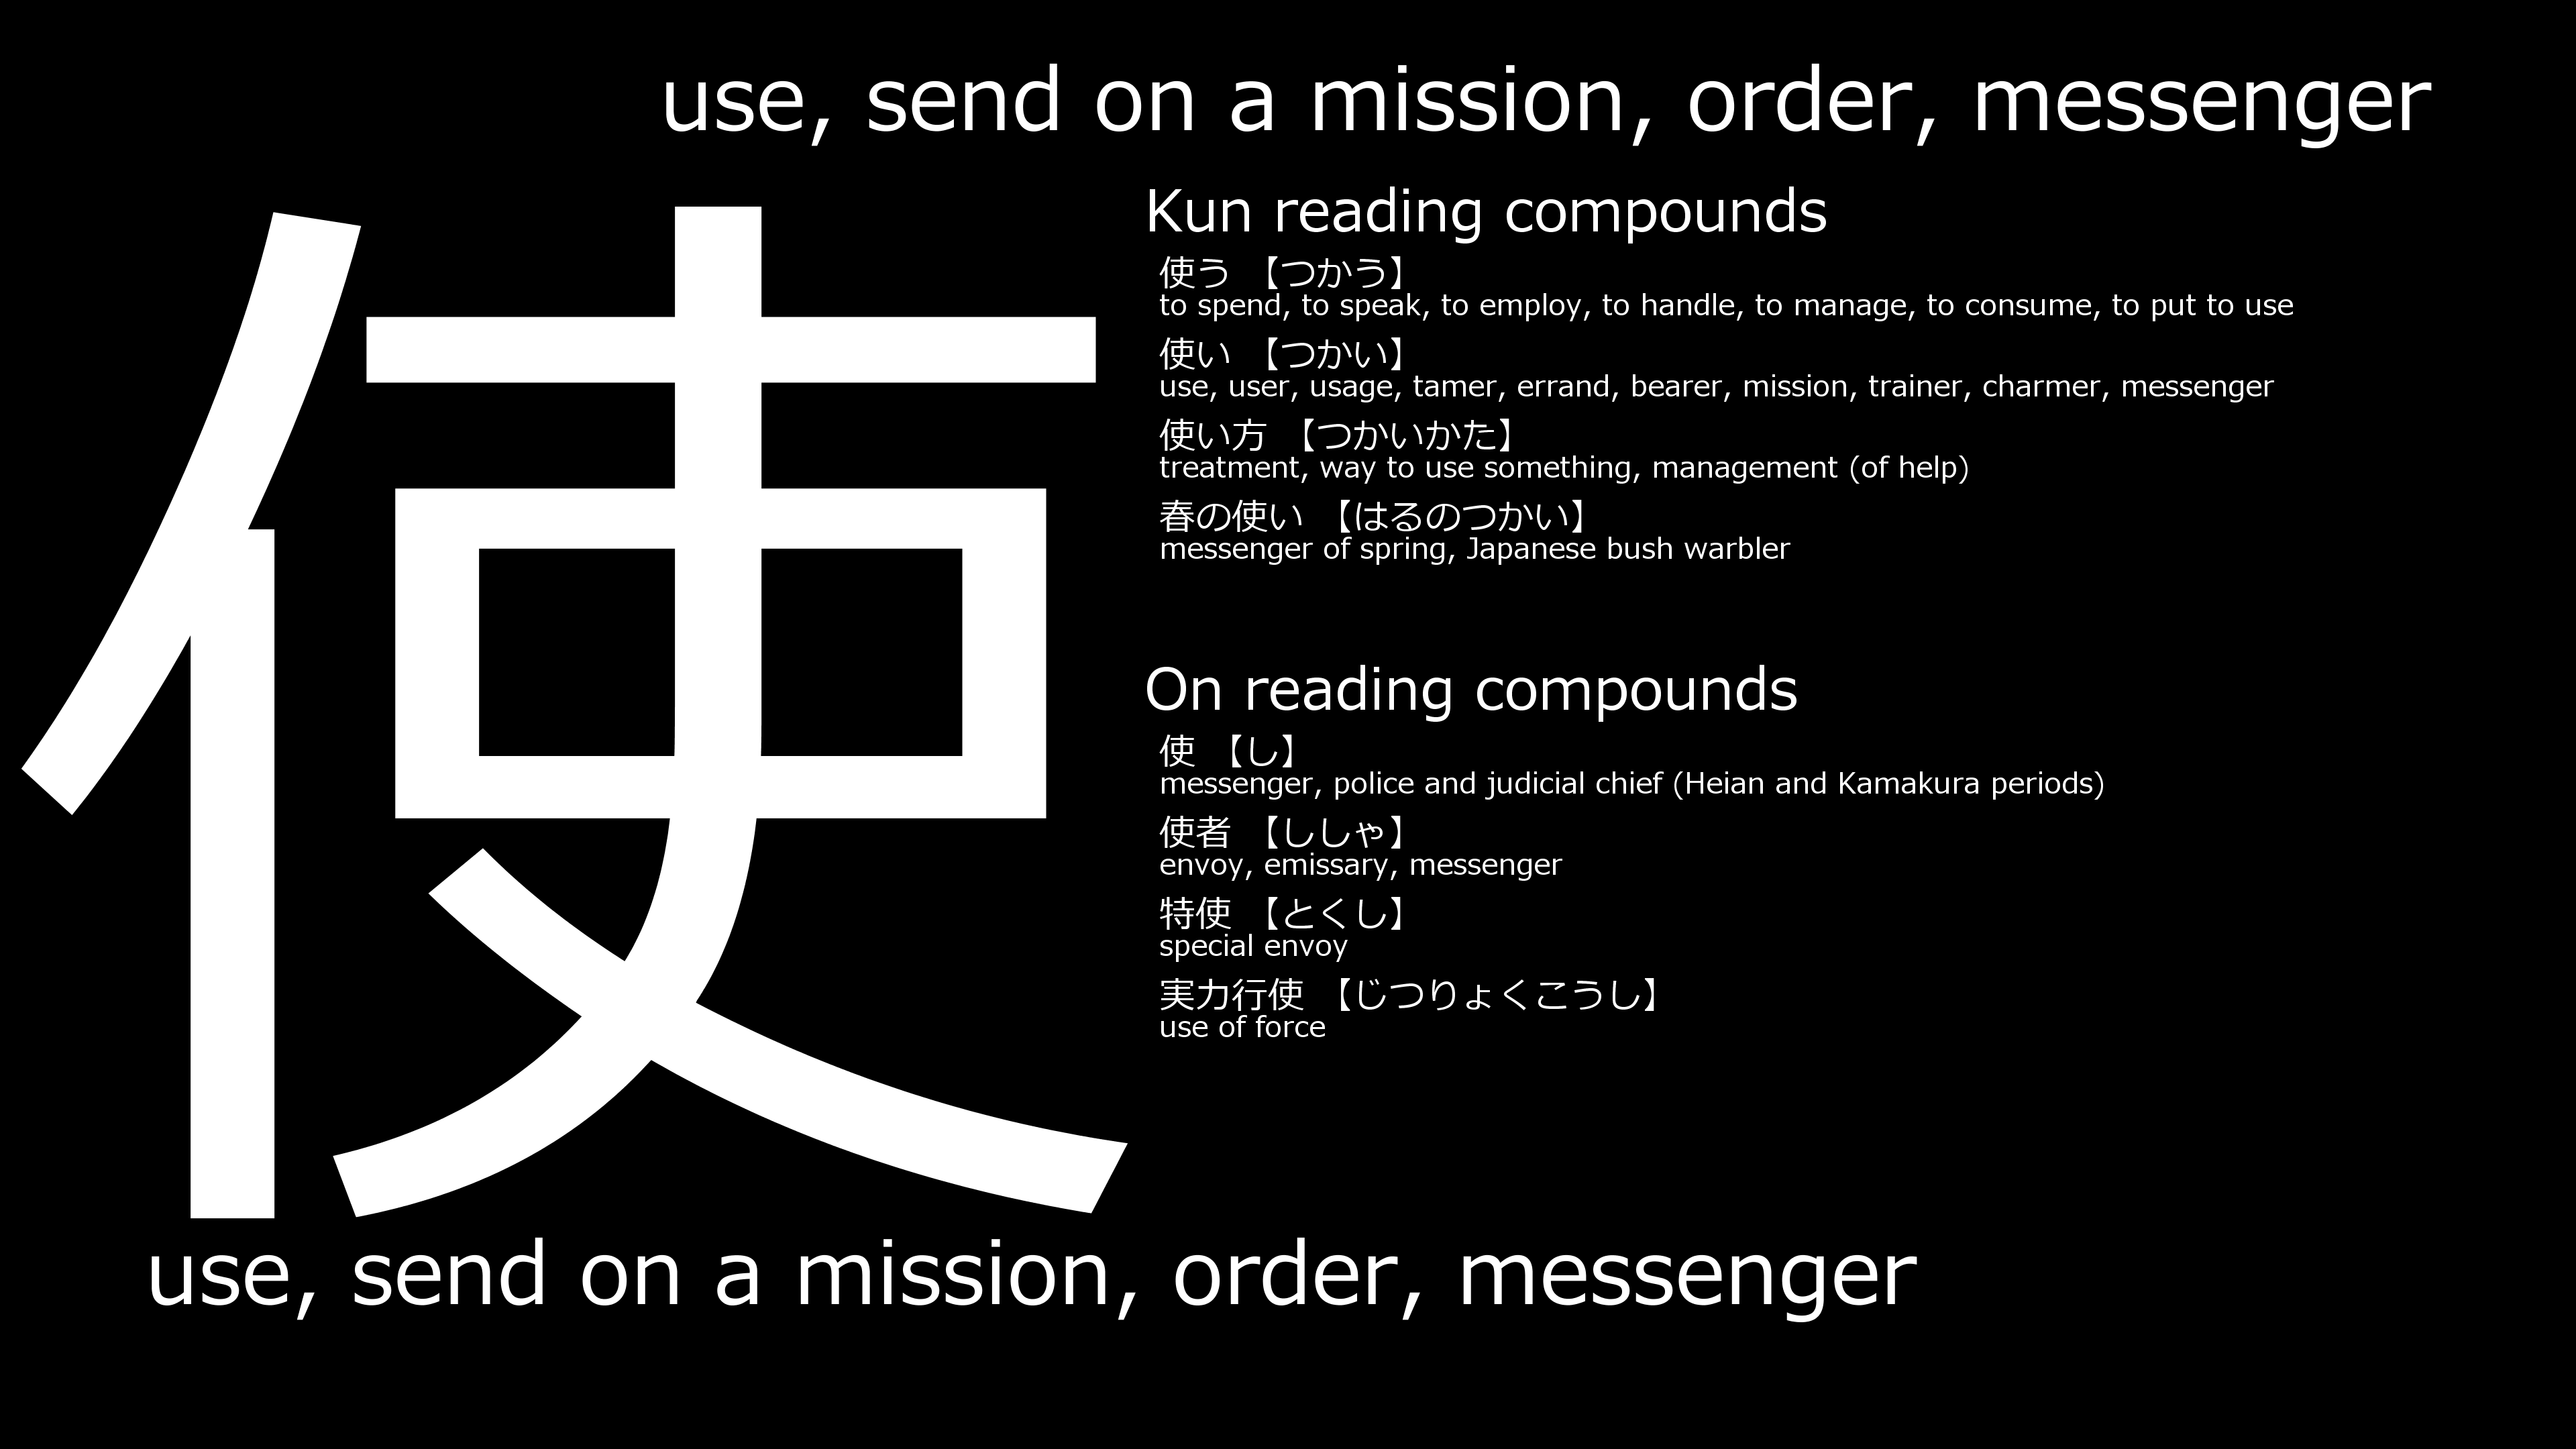 use, send on a mission, order, messenger
使
Kun reading compounds
使う 【つかう】
to spend, to speak, to employ, to handle, to manage, to consume, to put to use
使い 【つかい】
use, user, usage, tamer, errand, bearer, mission, trainer, charmer, messenger
使い方 【つかいかた】
treatment, way to use something, management (of help)
春の使い 【はるのつかい】
messenger of spring, Japanese bush warbler
On reading compounds
使 【し】
messenger, police and judicial chief (Heian and Kamakura periods)
使者 【ししゃ】
envoy, emissary, messenger
特使 【とくし】
special envoy
実力行使 【じつりょくこうし】
use of force
use, send on a mission, order, messenger